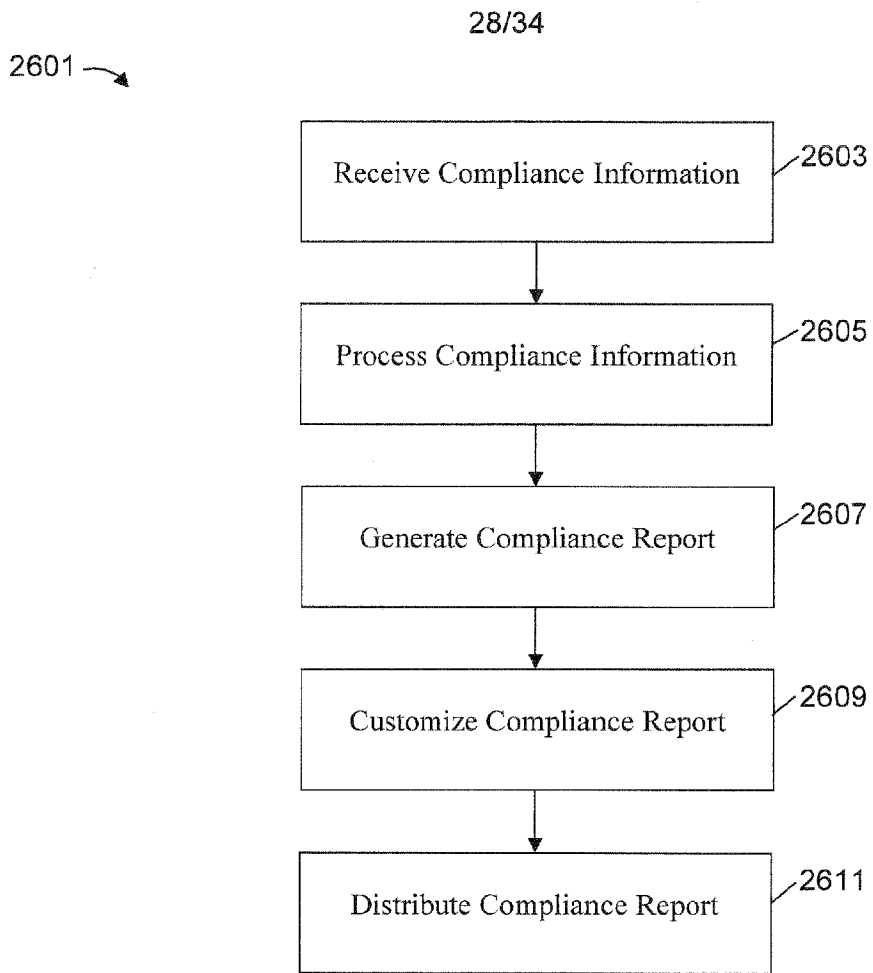 28/34
2601
Receive Compliance Information
2603
Process Compliance Information
2605
Generate Compliance Report
2607
Customize Compliance Report
2609
Distribute Compliance Report
2611